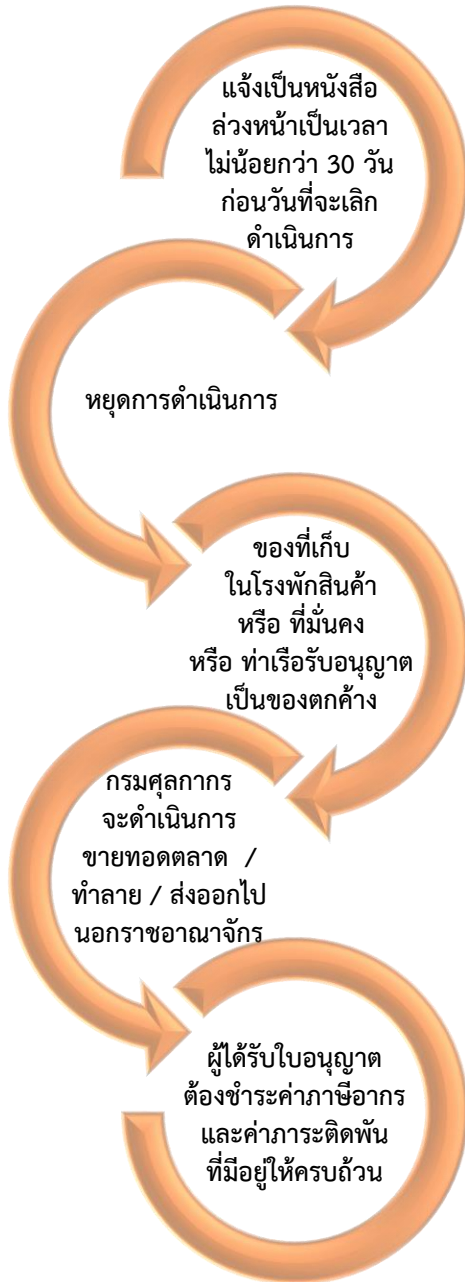 แจ้งเป็นหนังสือ
ล่วงหน้าเป็นเวลา
ไม่น้อยกว่า 30 วัน
ก่อนวันที่จะเลิก
ดำเนินการ
หยุดการดำเนินการ
ของที่เก็บ
ในโรงพักสินค้า
หรือ ที่มั่นคง
หรือ ท่าเรือรับอนุญาต
เป็นของตกค้าง
กรมศุลกากร
จะดำเนินการ
ขายทอดตลาด /
ทำลาย / ส่งออกไป
นอกราชอาณาจักร
ผู้ได้รับใบอนุญาต
ต้องชำระค่าภาษีอากร
และค่าภาระติดพัน
ที่มีอยู่ให้ครบถ้วน